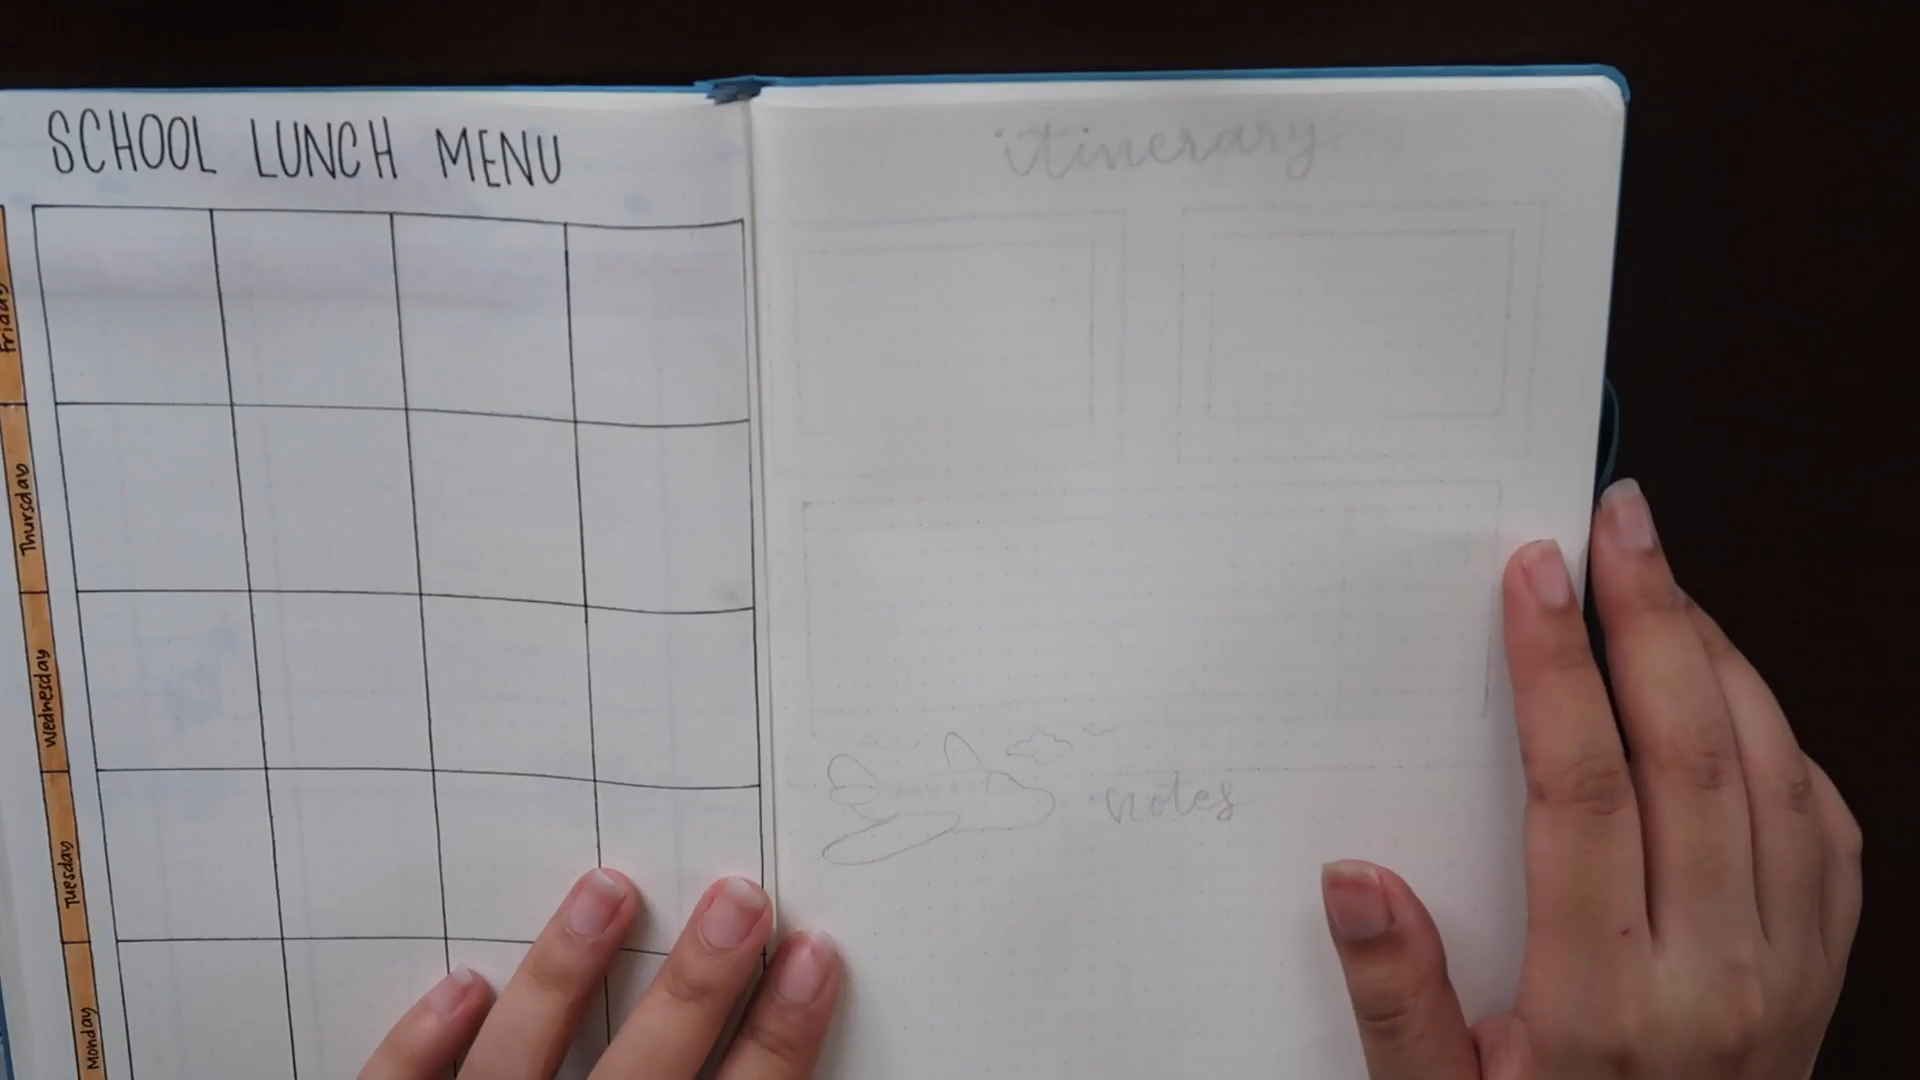 SCHOOL LUNCH MENU
Friday
Thursday
Wednesday
Tuesday
Monday
itinerary
notes